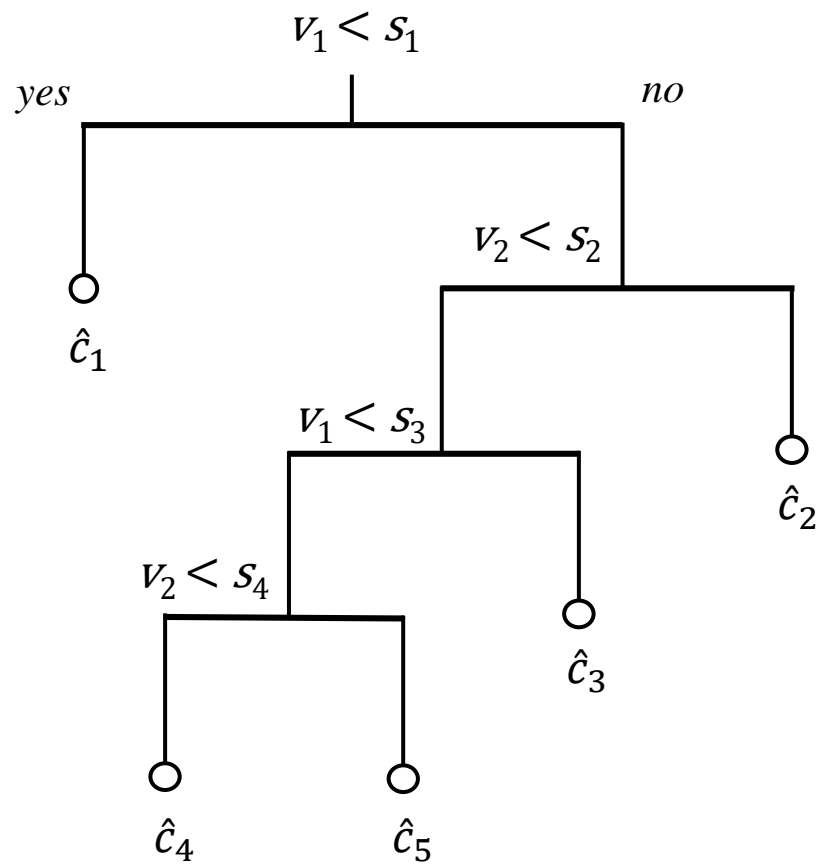 v₁ < s₁
yes
no
v₂ < s₂
ĉ₁
v₁ < s₃
ĉ₂
v₂ < s₄
ĉ₃
ĉ₄
ĉ₅